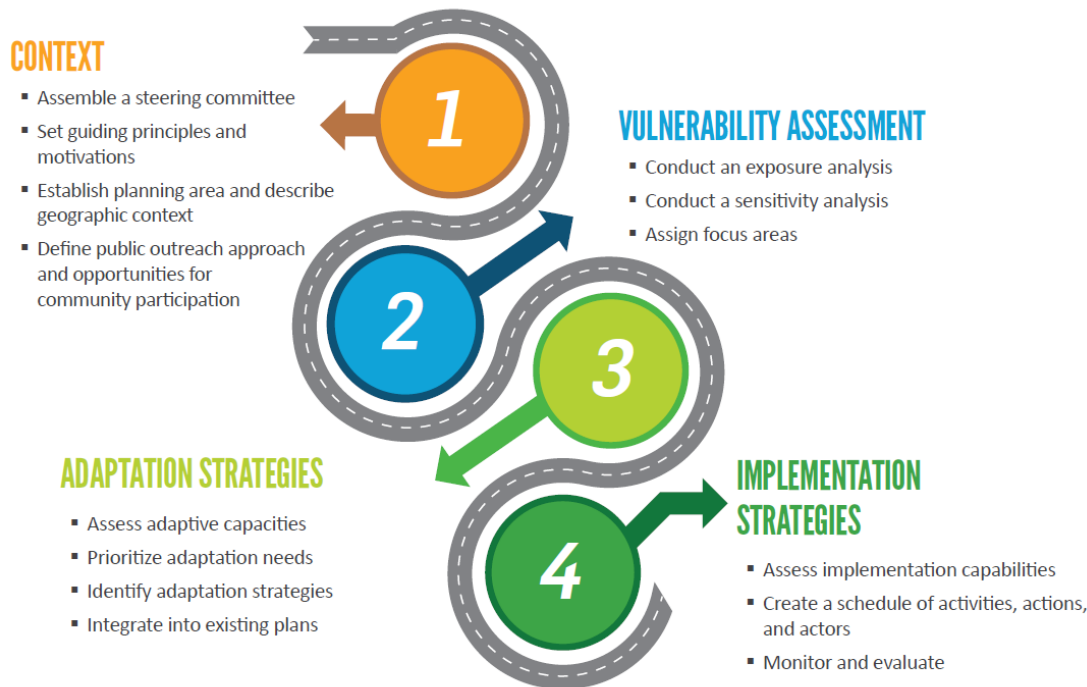 CONTEXT
▪ Assemble a steering committee
▪ Set guiding principles and
motivations
▪ Establish planning area and describe
geographic context
▪ Define public outreach approach
and opportunities for
community participation
1
VULNERABILITY ASSESSMENT
▪ Conduct an exposure analysis
▪ Conduct a sensitivity analysis
▪ Assign focus areas
2
3
ADAPTATION STRATEGIES
▪ Assess adaptive capacities
▪ Prioritize adaptation needs
▪ Identify adaptation strategies
▪ Integrate into existing plans
4
IMPLEMENTATION
STRATEGIES
▪ Assess implementation capabilities
▪ Create a schedule of activities, actions,
and actors
▪ Monitor and evaluate